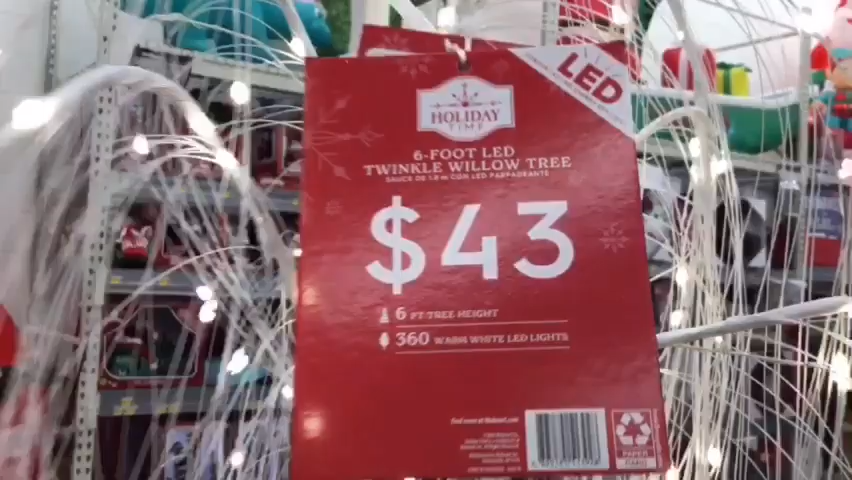 LED
HOLIDAY
TIME
6-FOOT LED
TWINKLE WILLOW TREE
SAUCE DE 1.8 m CON LED PARPADEANTE
$43
6 FT TREE HEIGHT
360 WARM WHITE LED LIGHTS
PAPER